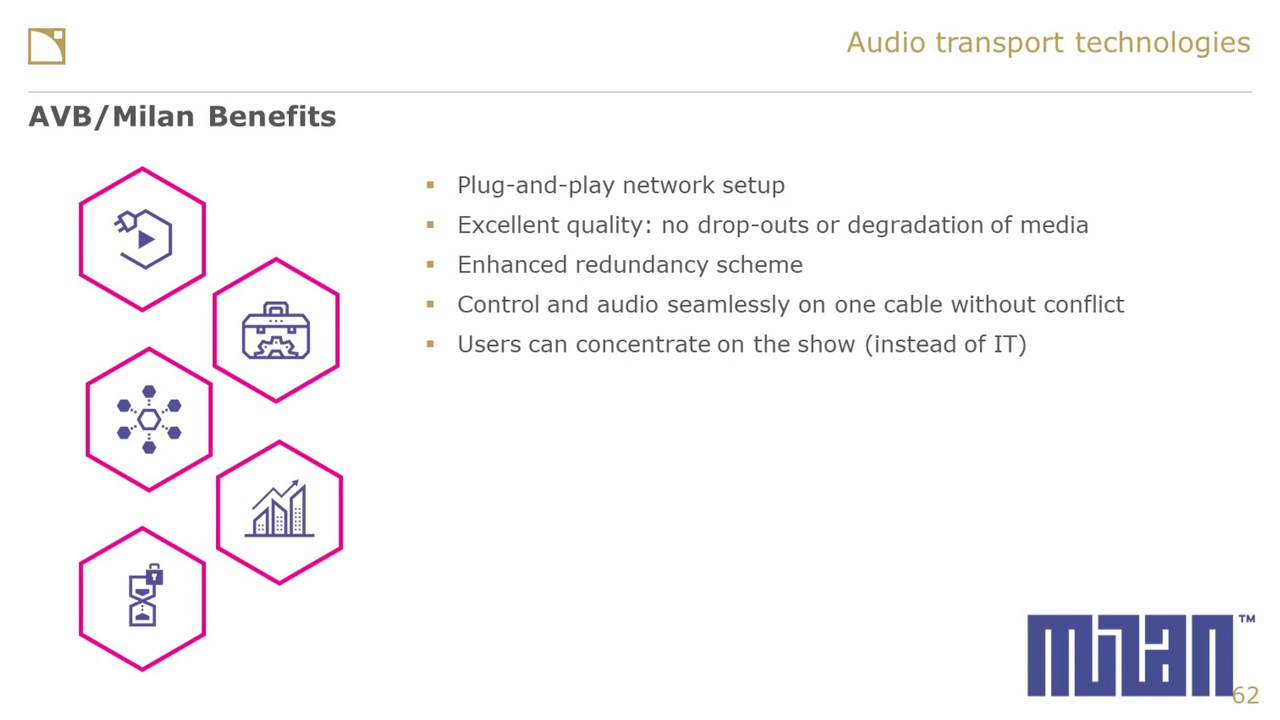 Audio transport technologies
AVB/Milan Benefits
Plug-and-play network setup
Excellent quality: no drop-outs or degradation of media
Enhanced redundancy scheme
Control and audio seamlessly on one cable without conflict
Users can concentrate on the show (instead of IT)
milan™
62